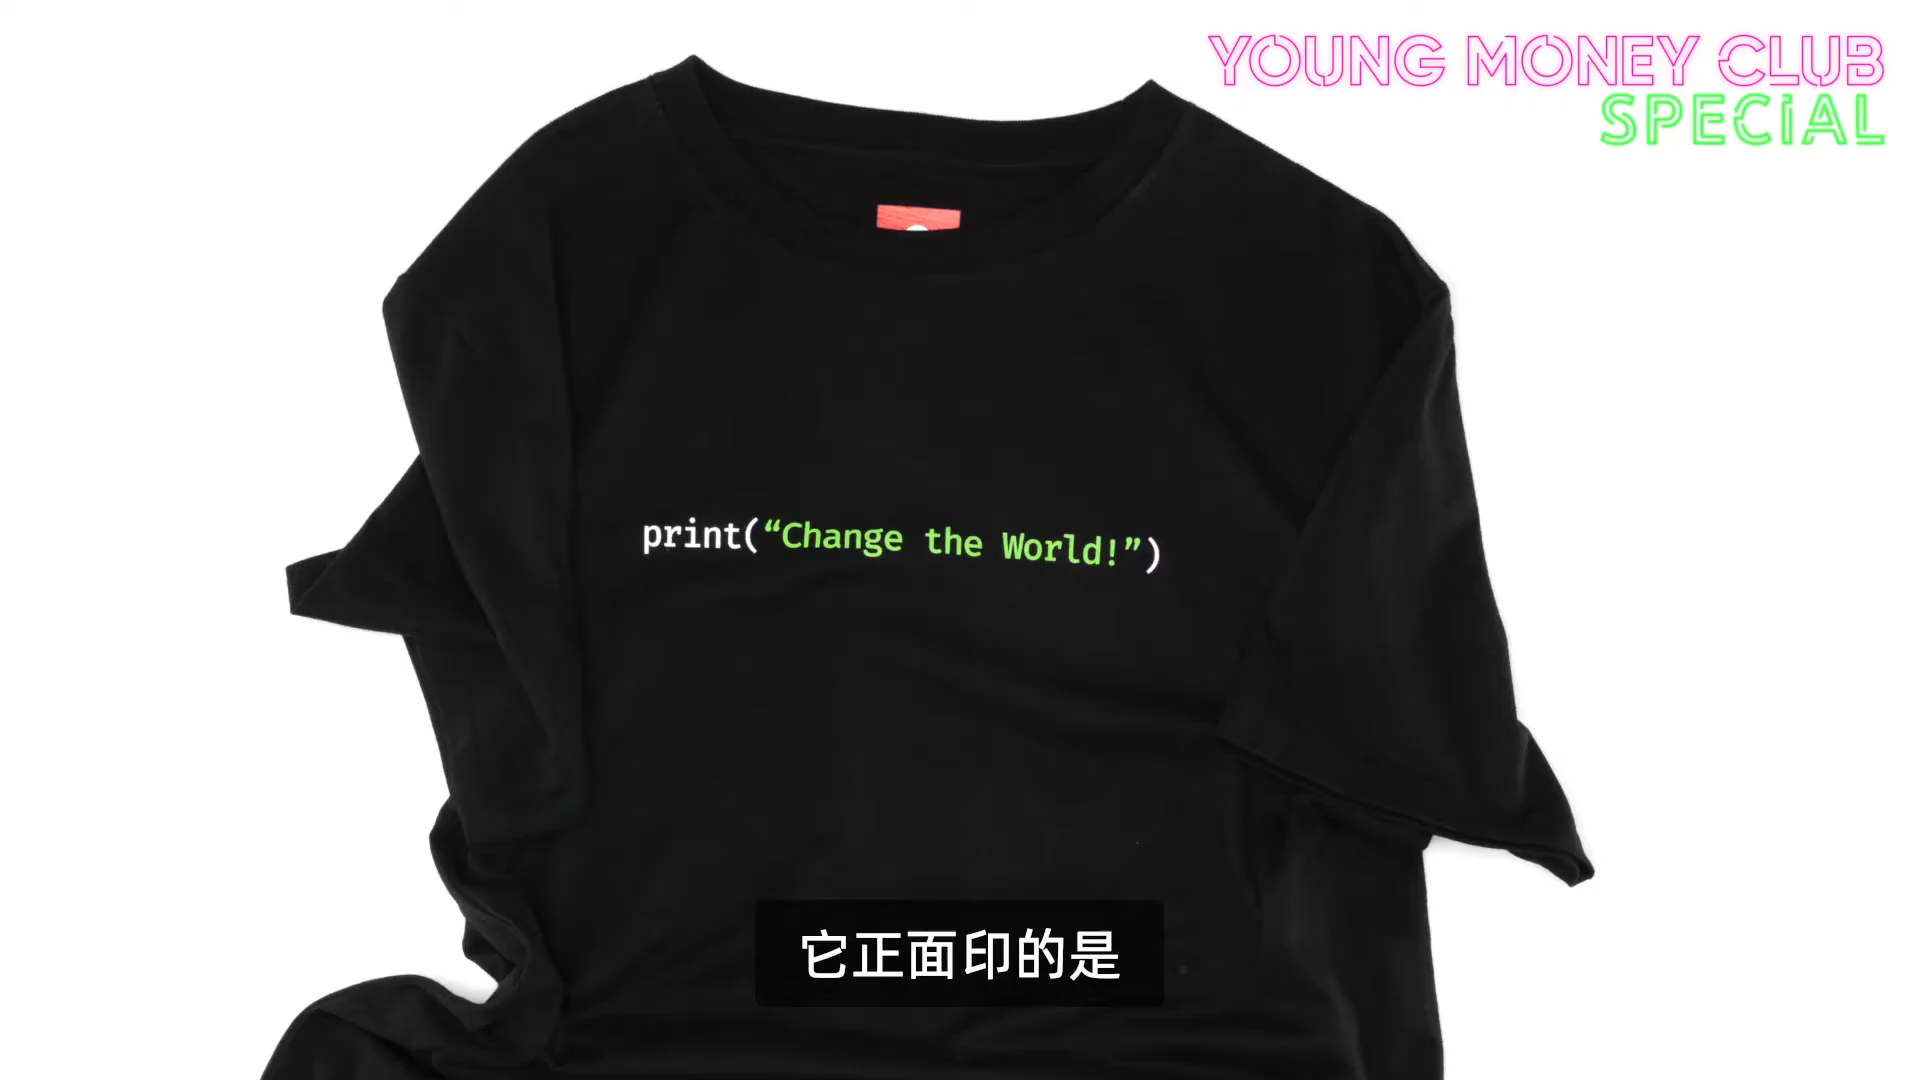 YOUNG MONEY CLUB
SPECiAL
print(“Change the World!”)
它正面印的是